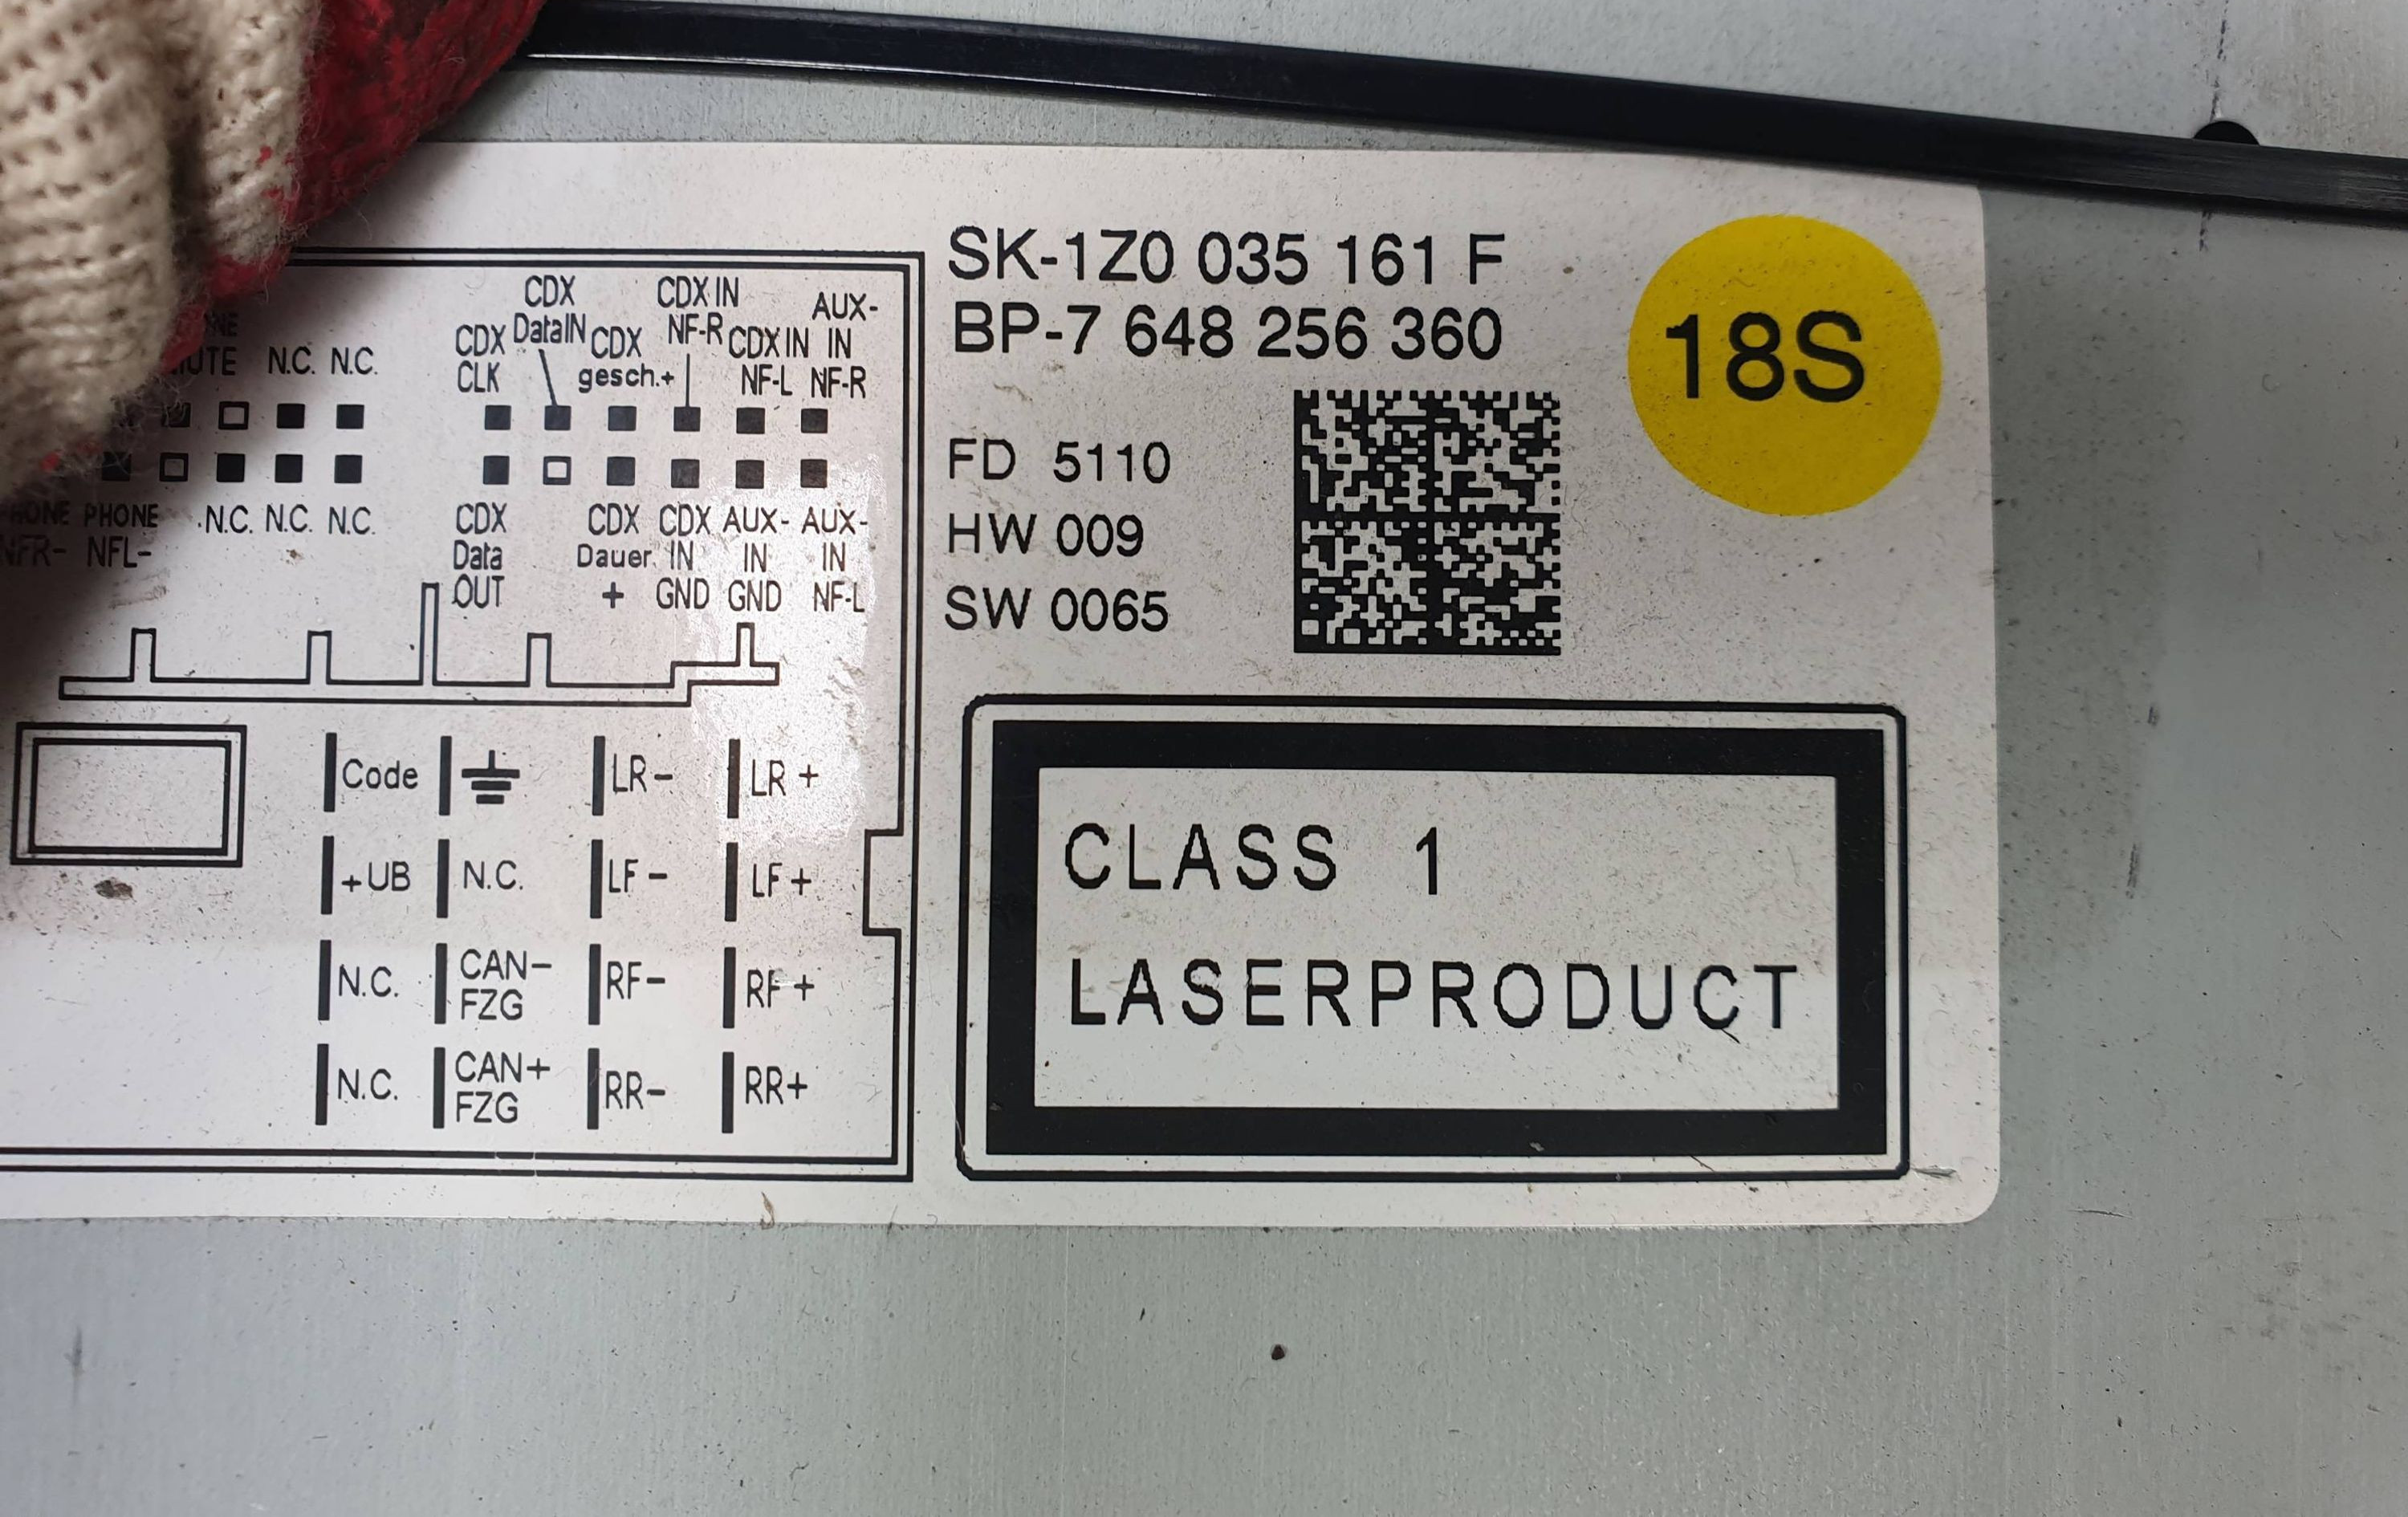 CDX CDX IN AUX-
CDX DataIN CDX NF-R CDX IN IN
N.C. N.C. CLK gesch.+ NF-L NF-R
PHONE .N.C. N.C. N.C. CDX CDX CDX AUX- AUX-
NFR- NFL- Data Dauer. IN IN IN
OUT + GND GND NF-L
Code LR- LR+
+UB N.C. LF- LF+
N.C. CAN- RF- RF+
FZG
N.C. CAN+ RR- RR+
FZG
SK-1Z0 035 161 F
BP-7 648 256 360
18S
FD 5110
HW 009
SW 0065
CLASS 1
LASERPRODUCT